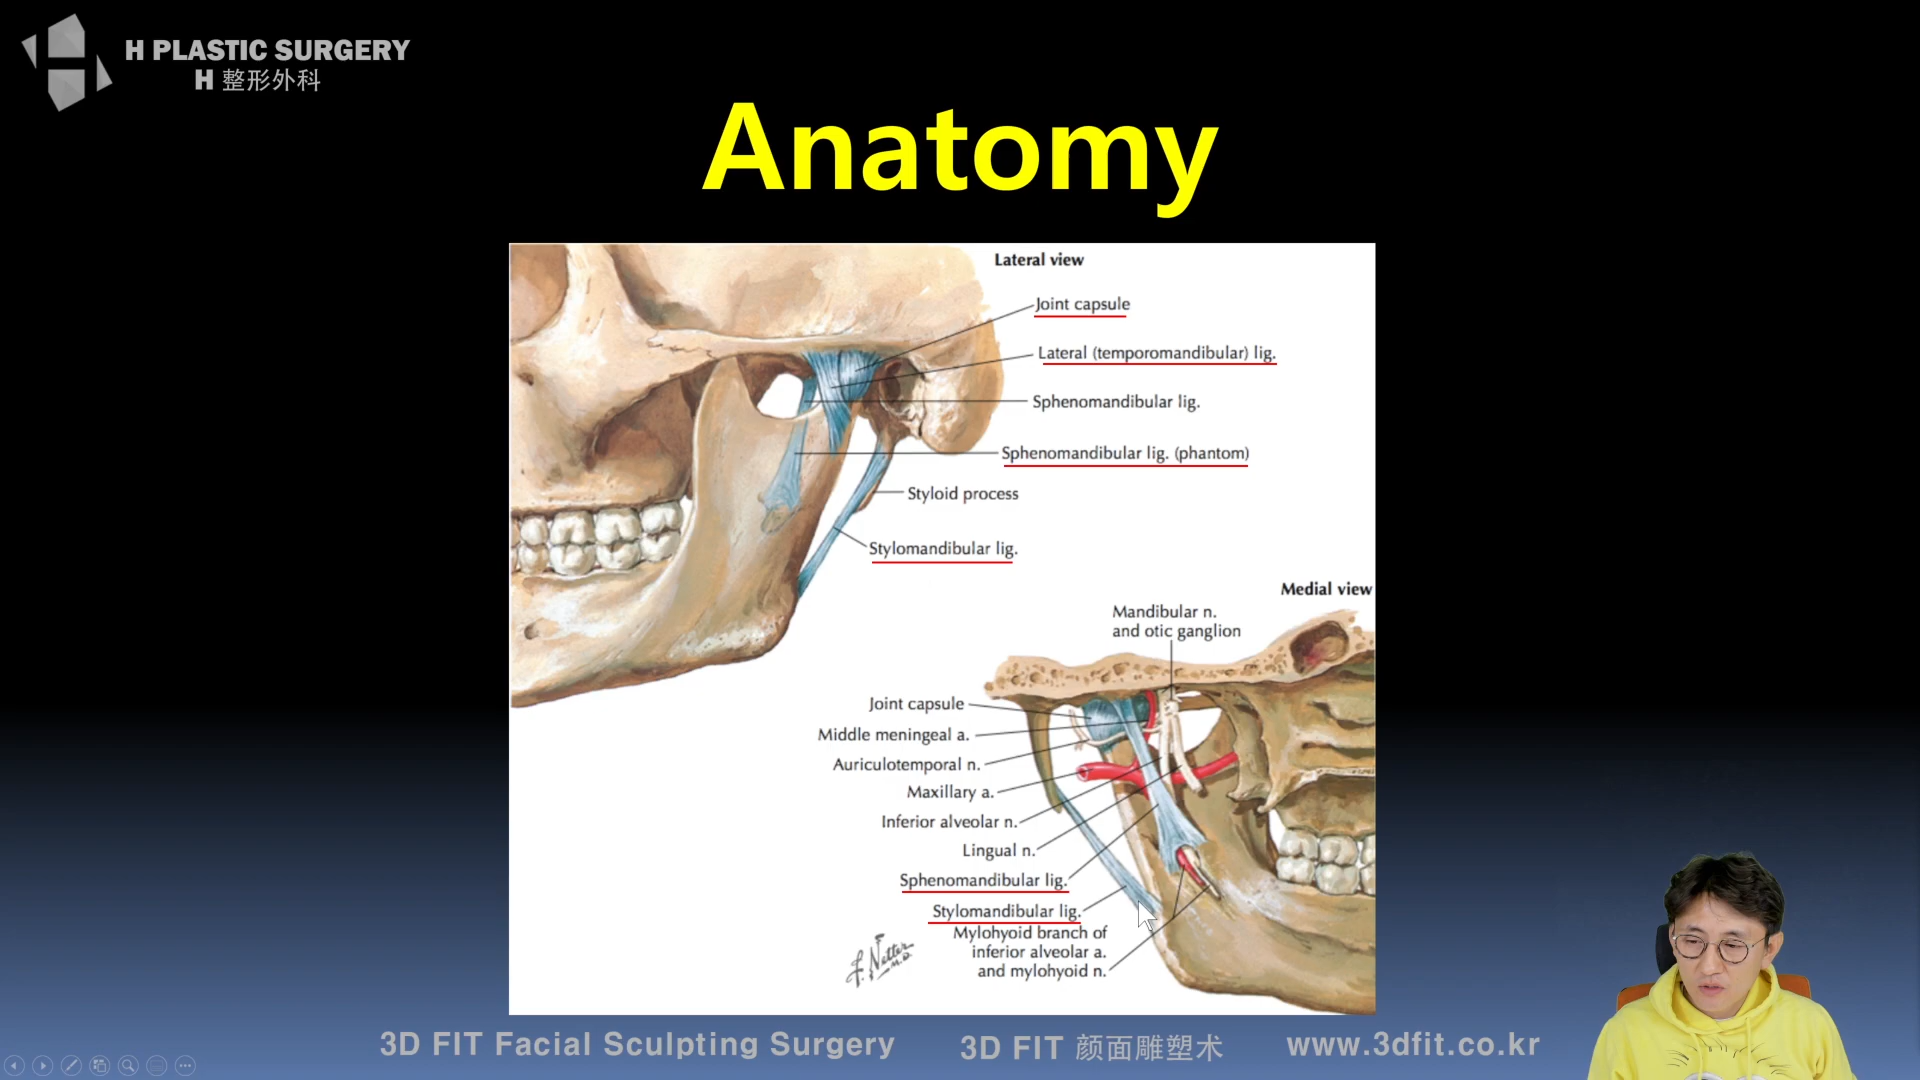 H PLASTIC SURGERY
H 整形外科
Anatomy
Lateral view
Joint capsule
Lateral (temporomandibular) lig.
Sphenomandibular lig.
Sphenomandibular lig. (phantom)
Styloid process
Stylomandibular lig.
Medial view
Mandibular n.
and otic ganglion
Joint capsule
Middle meningeal a.
Auriculotemporal n.
Maxillary a.
Inferior alveolar n.
Lingual n.
Sphenomandibular lig.
Stylomandibular lig.
Mylohyoid branch of
inferior alveolar a.
and mylohyoid n.
F. Netter
M.D.
3D FIT Facial Sculpting Surgery
3D FIT 颜面雕塑术
www.3dfit.co.kr